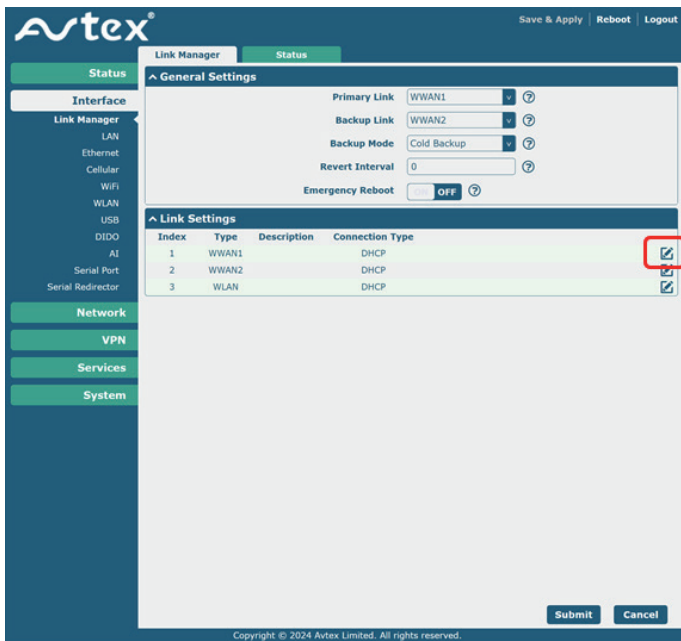 Avtex
Save & Apply | Reboot | Logout
Link Manager Status
Status
Interface
Link Manager
LAN
Ethernet
Cellular
WiFi
WLAN
USB
DIDO
AI
Serial Port
Serial Redirector
Network
VPN
Services
System
General Settings
Primary Link WWAN1
Backup Link WWAN2
Backup Mode Cold Backup
Revert Interval 0
Emergency Reboot ON OFF
Link Settings
Index Type Description Connection Type
1 WWAN1 DHCP
2 WWAN2 DHCP
3 WLAN DHCP
Submit Cancel
Copyright © 2024 Avtex Limited. All rights reserved.